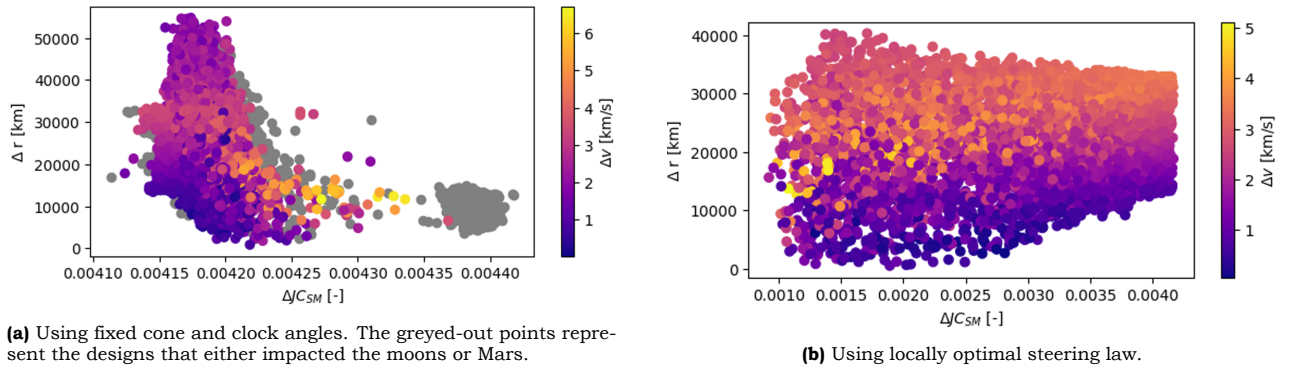 50000
40000
30000
20000
10000
0
Δ r [km]
0.00411 0.00415 0.00420 0.00425 0.00430 0.00435 0.00440
ΔJC_SM [-]
6
5
4
3
2
1
Δv [km/s]
(a) Using fixed cone and clock angles. The greyed-out points repre-
sent the designs that either impacted the moons or Mars.
40000
30000
20000
10000
0
Δ r [km]
0.0010 0.0015 0.0020 0.0025 0.0030 0.0035 0.0040
ΔJC_SM [-]
5
4
3
2
1
Δv [km/s]
(b) Using locally optimal steering law.